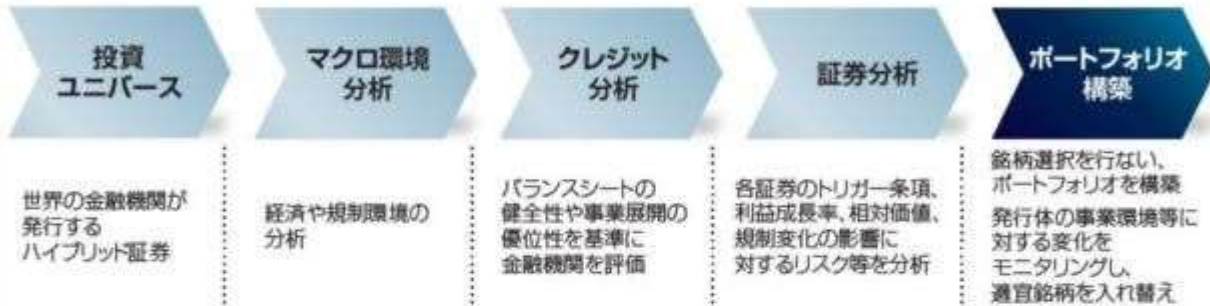 投資
ユニバース
マクロ環境
分析
クレジット
分析
証券分析
ポートフォリオ
構築
世界の金融機関が
発行する
ハイブリッド証券
経済や規制環境の
分析
バランスシートの
健全性や事業展開の
優位性を基準に
金融機関を評価
各証券のトリガー条項、
利益成長率、相対価値、
規制変化の影響に
対するリスク等を分析
銘柄選択を行ない、
ポートフォリオを構築
発行体の事業環境等に
対する変化を
モニタリングし、
適宜銘柄を入れ替え